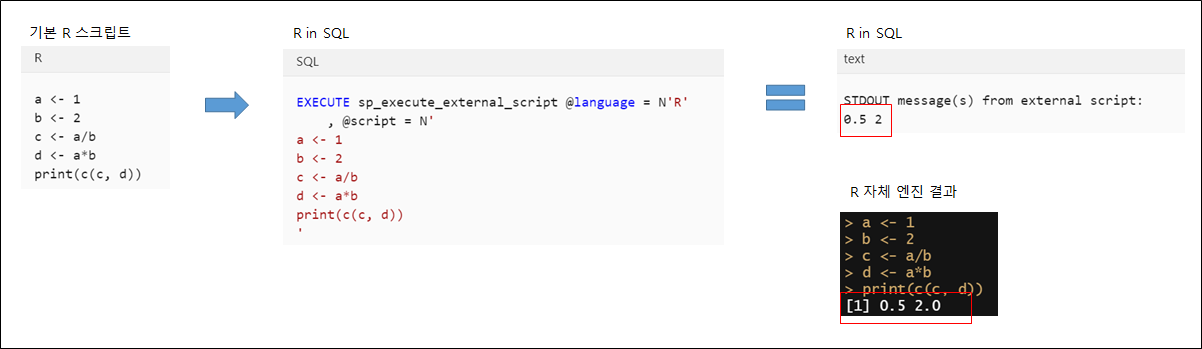 기본 R 스크립트
R
a <- 1
b <- 2
c <- a/b
d <- a*b
print(c(c, d))
R in SQL
SQL
EXECUTE sp_execute_external_script @language = N'R'
, @script = N'
a <- 1
b <- 2
c <- a/b
d <- a*b
print(c(c, d))
'
R in SQL
text
STDOUT message(s) from external script:
0.5 2
R 자체 엔진 결과
> a <- 1
> b <- 2
> c <- a/b
> d <- a*b
> print(c(c, d))
[1] 0.5 2.0